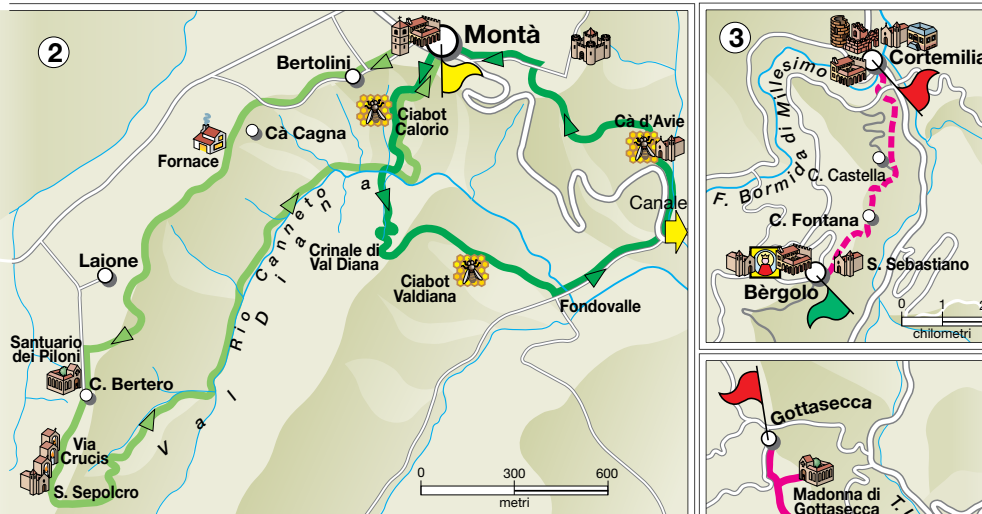 2
Montà
Bertolini
Ciabot
Calorio
Cà Cagna
Fornace
Cà d'Avie
Canale
Rio Canneto
Val Diana
Crinale di
Val Diana
Ciabot
Valdiana
Fondovalle
Laione
Santuario
dei Piloni
C. Bertero
Via
Crucis
S. Sepolcro
0 300 600
metri
3
Cortemilia
F. Bormida di Millesimo
C. Castella
C. Fontana
S. Sebastiano
Bèrgolo
0 1 2
chilometri
Gottasecca
Madonna di
Gottasecca